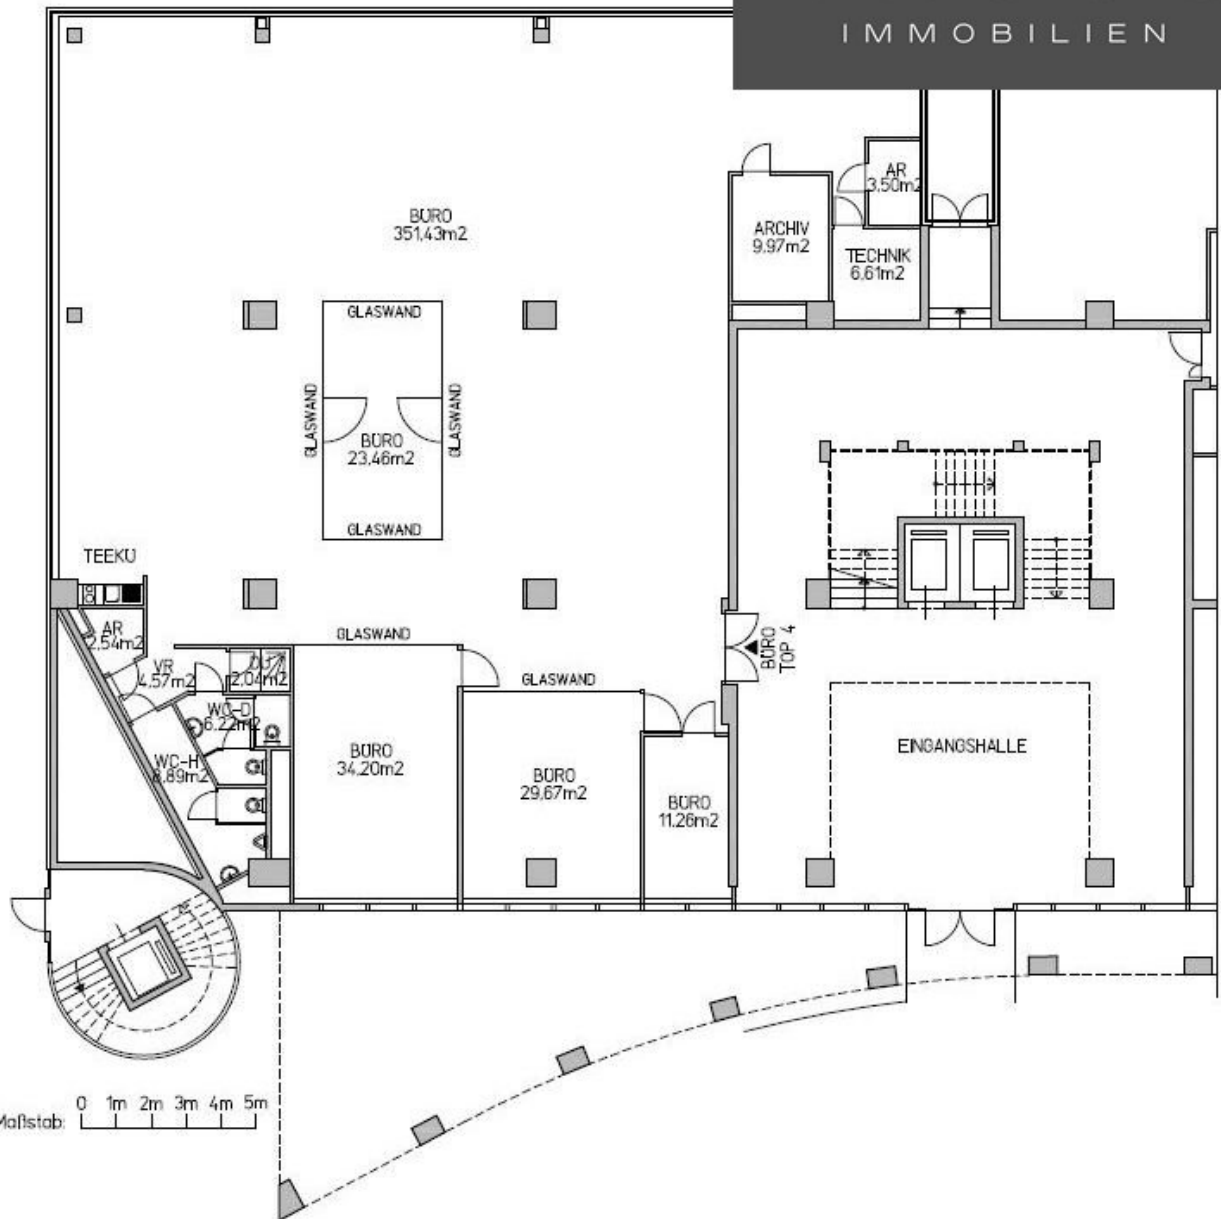 IMMOBILIEN
AR
3,50m2
BÜRO
351,43m2
ARCHIV
9,97m2
TECHNIK
6,61m2
GLASWAND
GLASWAND
GLASWAND
BÜRO
23,46m2
GLASWAND
TEEKÜ
AR
2,54m2
GLASWAND
BÜRO
TOP 4
VR
4,57m2
DU
2,04m2
GLASWAND
WC-D
6,22m2
WC-H
8,89m2
BÜRO
34,20m2
BÜRO
29,67m2
BÜRO
11,26m2
EINGANGSHALLE
Maßstab: 0 1m 2m 3m 4m 5m